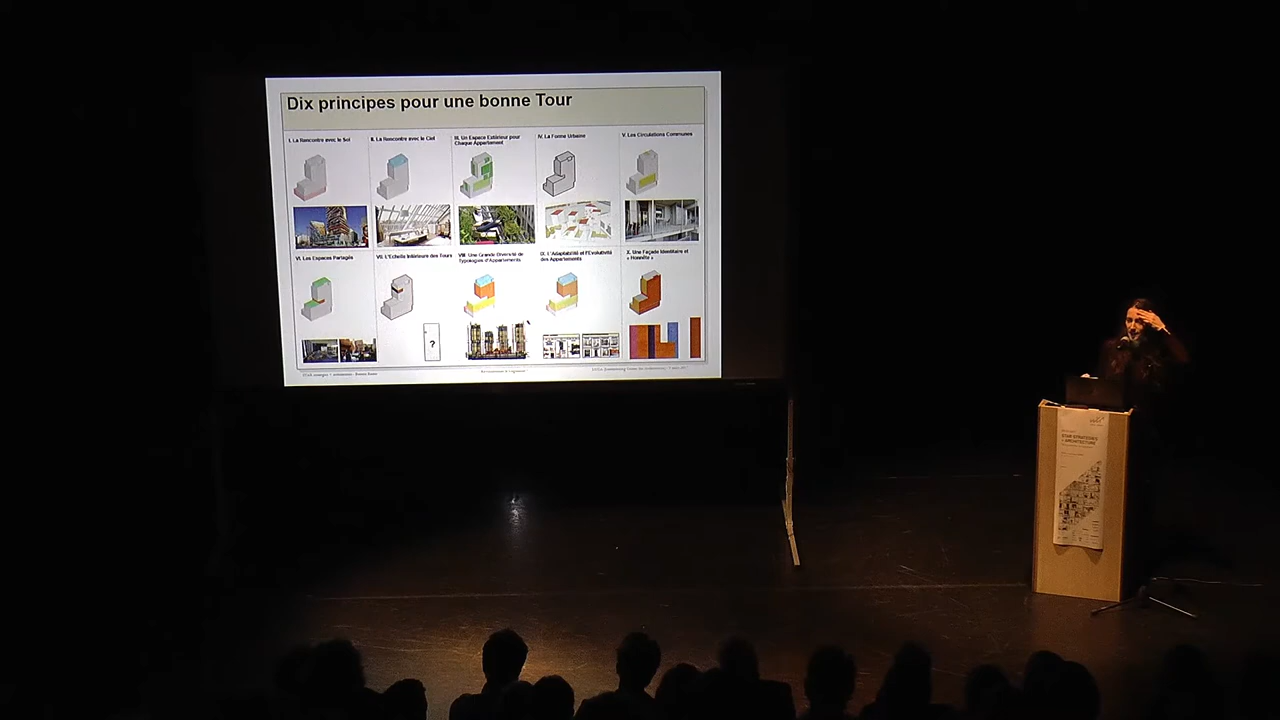 Dix principes pour une bonne Tour
I. La Rencontre avec le Sol
II. La Rencontre avec le Ciel
III. Un Espace Extérieur pour
Chaque Appartement
IV. La Forme Urbaine
V. Les Circulations Communes
VI. Les Espaces Partagés
VII. L'Echelle Intérieure des Tours
VIII. Une Grande Diversité de
Typologies d'Appartements
IX. L'Adaptabilité et l'Evolutivité
des Appartements
X. Une Façade Identitaire et
« Honnête »
?
STAR STRATEGIES
+ ARCHITECTURE